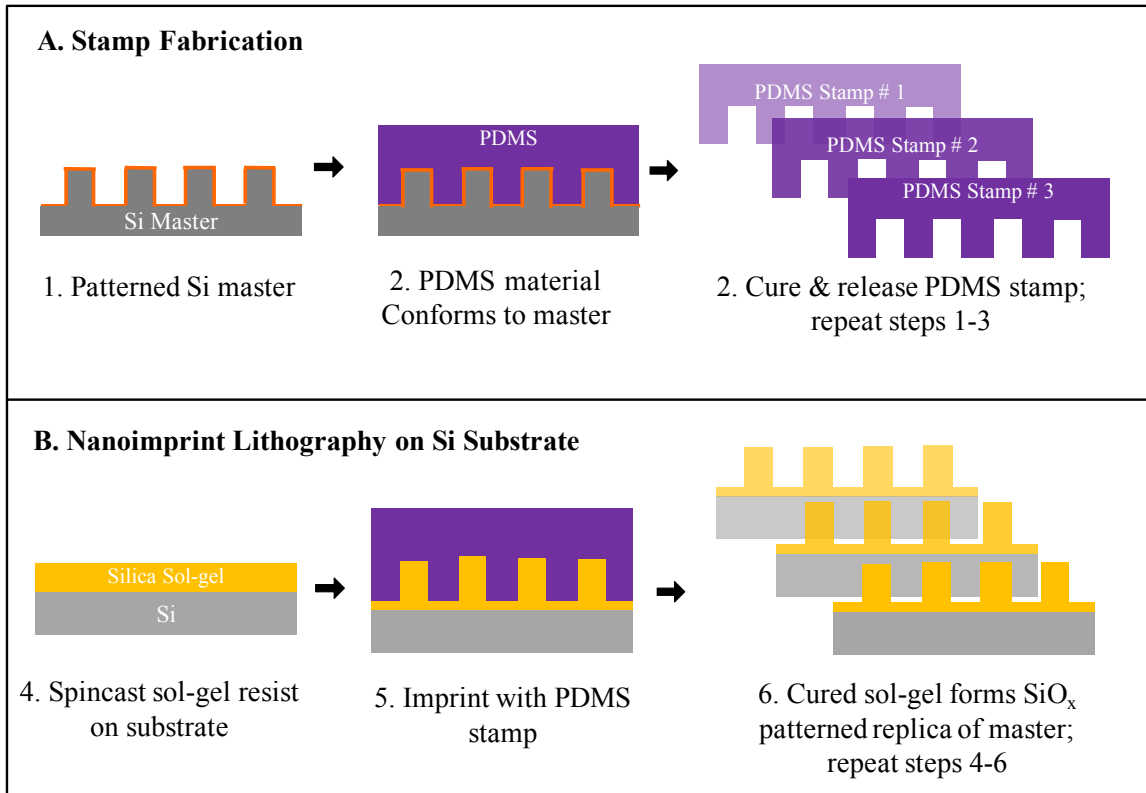 A. Stamp Fabrication
Si Master
PDMS
PDMS Stamp # 1
PDMS Stamp # 2
PDMS Stamp # 3
1. Patterned Si master
2. PDMS material
Conforms to master
2. Cure & release PDMS stamp;
repeat steps 1-3
B. Nanoimprint Lithography on Si Substrate
Silica Sol-gel
Si
4. Spincast sol-gel resist
on substrate
5. Imprint with PDMS
stamp
6. Cured sol-gel forms SiOₓ
patterned replica of master;
repeat steps 4-6